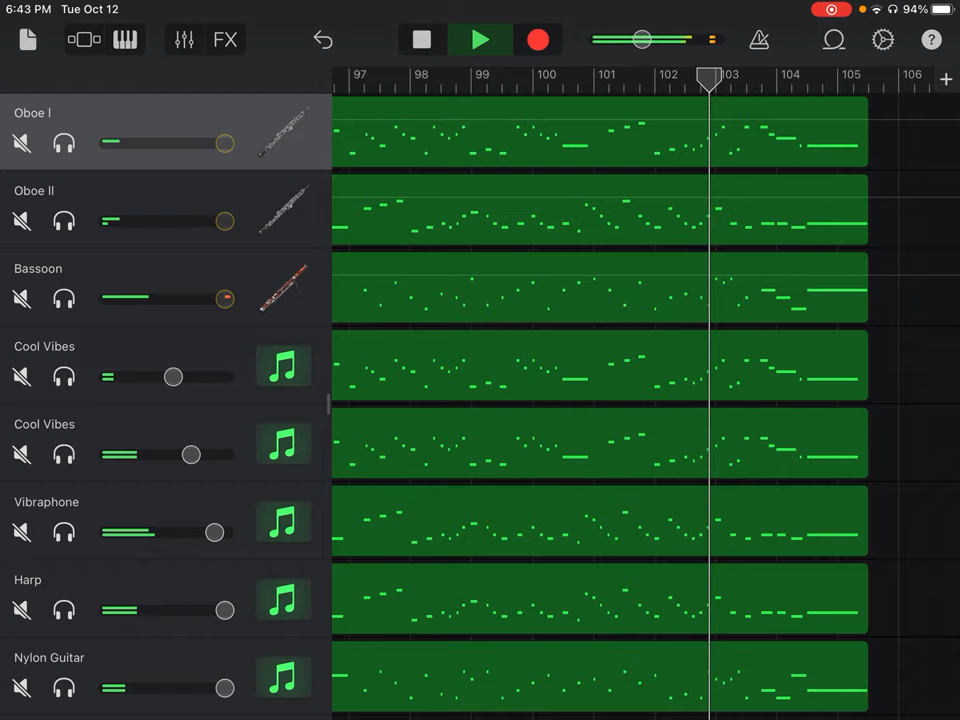 6:43 PM Tue Oct 12 94%
FX ?
97 98 99 100 101 102 103 104 105 106 +
Oboe I
Oboe II
Bassoon
Cool Vibes
Cool Vibes
Vibraphone
Harp
Nylon Guitar